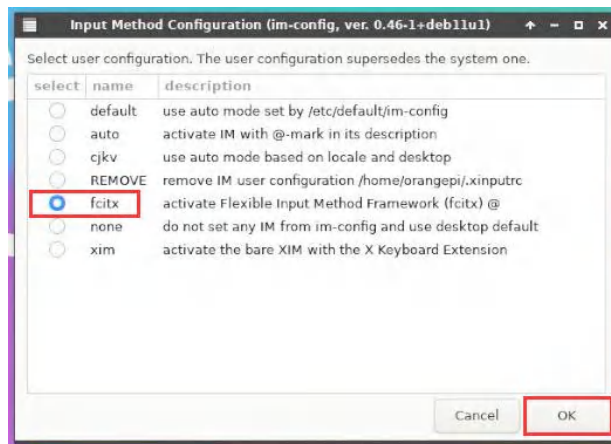 Input Method Configuration (im-config, ver. 0.46-1+deb11u1)
Select user configuration. The user configuration supersedes the system one.
select name description
default use auto mode set by /etc/default/im-config
auto activate IM with @-mark in its description
cjkv use auto mode based on locale and desktop
REMOVE remove IM user configuration /home/orangepi/.xinputrc
fcitx activate Flexible Input Method Framework (fcitx) @
none do not set any IM from im-config and use desktop default
xim activate the bare XIM with the X Keyboard Extension
Cancel OK